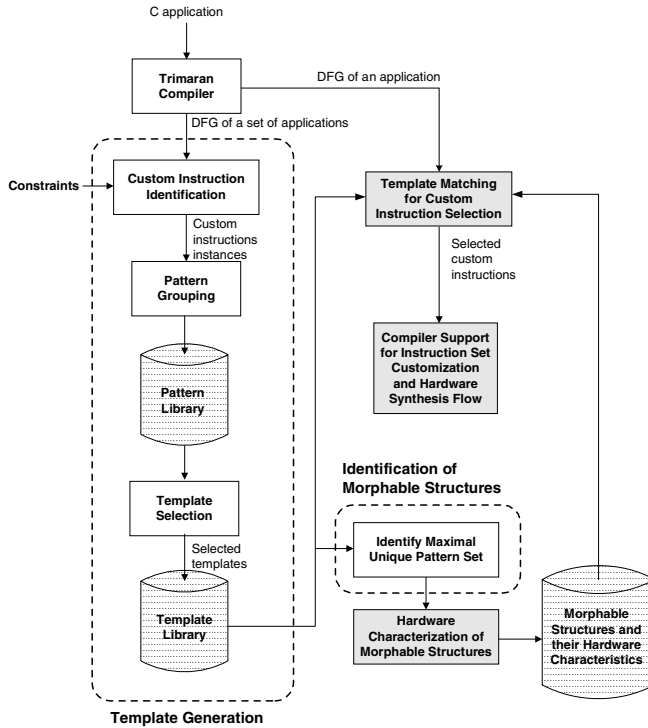 C application
Trimaran
Compiler
DFG of an application
DFG of a set of applications
Constraints
Custom Instruction
Identification
Template Matching
for Custom
Instruction Selection
Custom
instructions
instances
Selected
custom
instructions
Pattern
Grouping
Compiler Support
for Instruction Set
Customization
and Hardware
Synthesis Flow
Pattern
Library
Identification of
Morphable Structures
Template
Selection
Identify Maximal
Unique Pattern Set
Selected
templates
Template
Library
Hardware
Characterization of
Morphable Structures
Morphable
Structures and
their Hardware
Characteristics
Template Generation